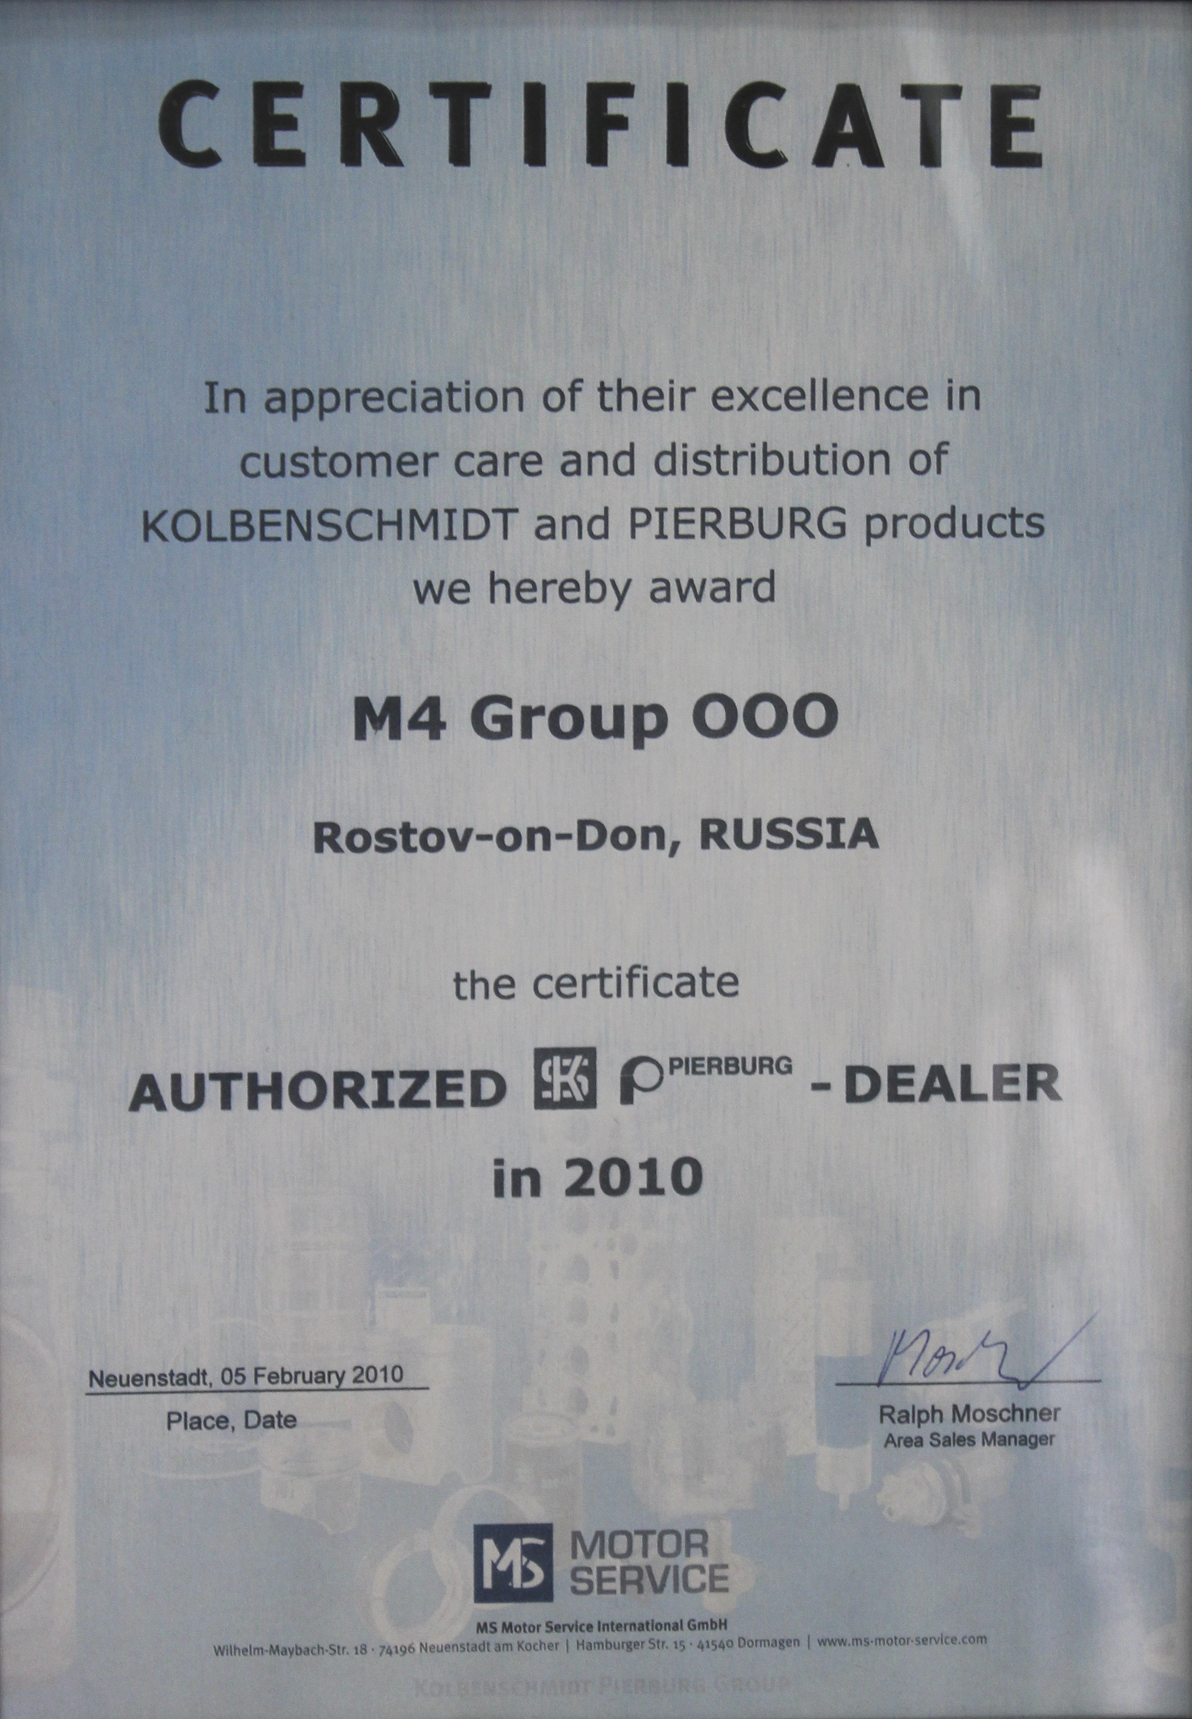 CERTIFICATE
In appreciation of their excellence in
customer care and distribution of
KOLBENSCHMIDT and PIERBURG products
we hereby award
M4 Group OOO
Rostov-on-Don, RUSSIA
the certificate
AUTHORIZED KS PIERBURG - DEALER
in 2010
Neuenstadt, 05 February 2010
Place, Date
Ralph Moschner
Area Sales Manager
MS MOTOR
SERVICE
MS Motor Service International GmbH
Wilhelm-Maybach-Str. 18 · 74196 Neuenstadt am Kocher | Hamburger Str. 15 · 41540 Dormagen | www.ms-motor-service.com
KOLBENSCHMIDT PIERBURG GROUP